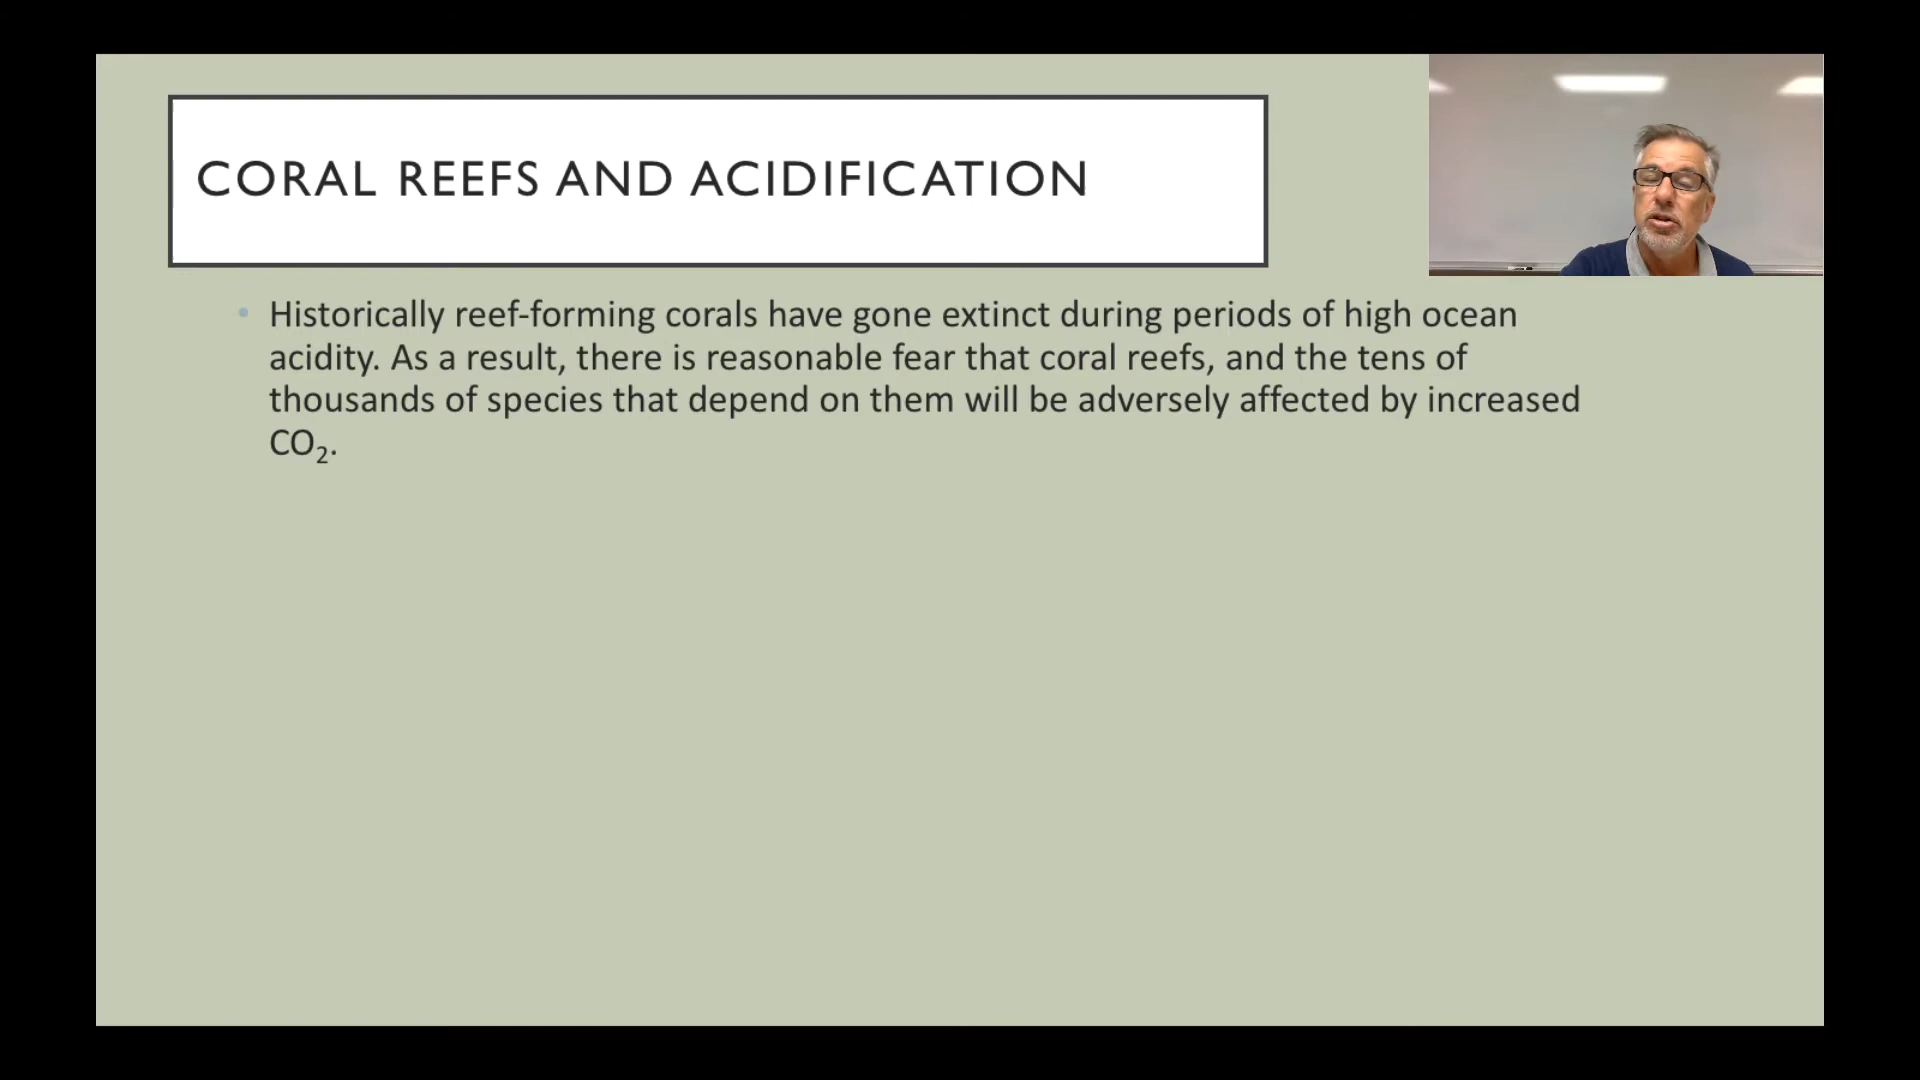 CORAL REEFS AND ACIDIFICATION
• Historically reef-forming corals have gone extinct during periods of high ocean
acidity. As a result, there is reasonable fear that coral reefs, and the tens of
thousands of species that depend on them will be adversely affected by increased
CO₂.